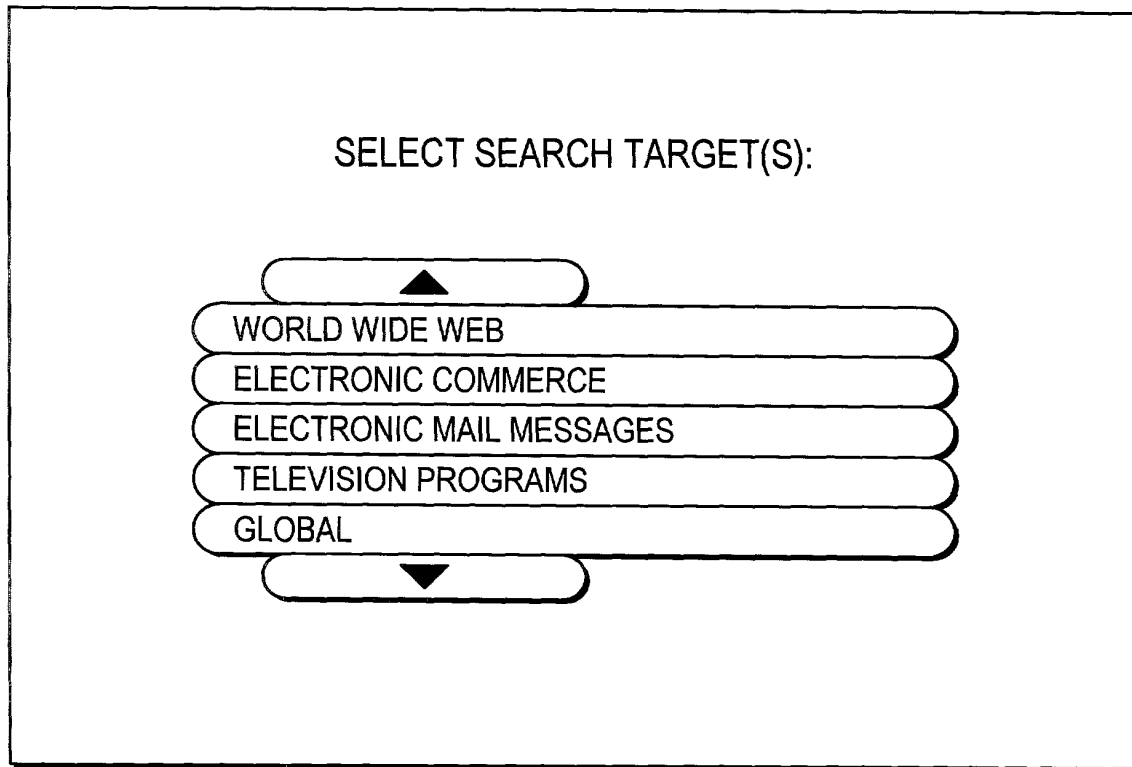 SELECT SEARCH TARGET(S):
WORLD WIDE WEB
ELECTRONIC COMMERCE
ELECTRONIC MAIL MESSAGES
TELEVISION PROGRAMS
GLOBAL